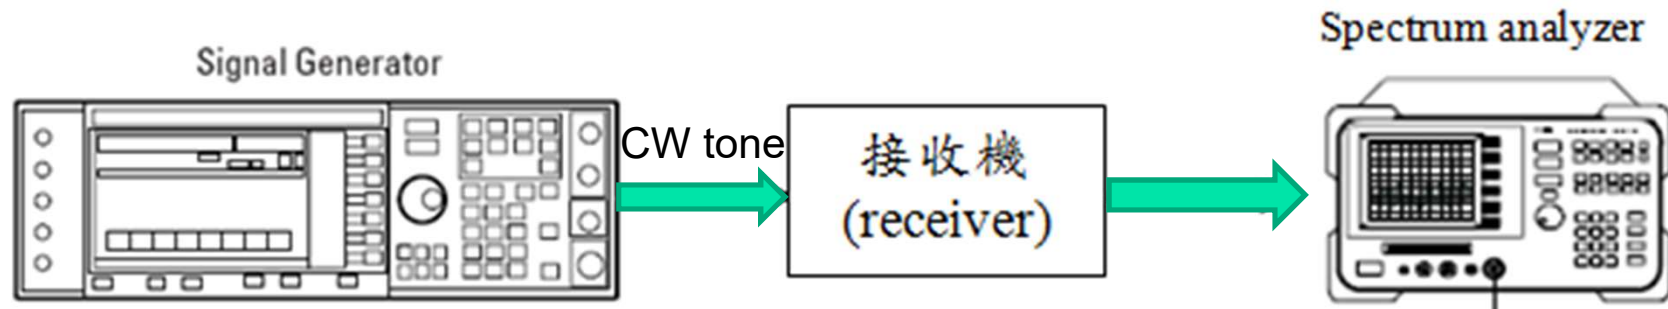 Spectrum analyzer
Signal Generator
CW tone
接收機
(receiver)